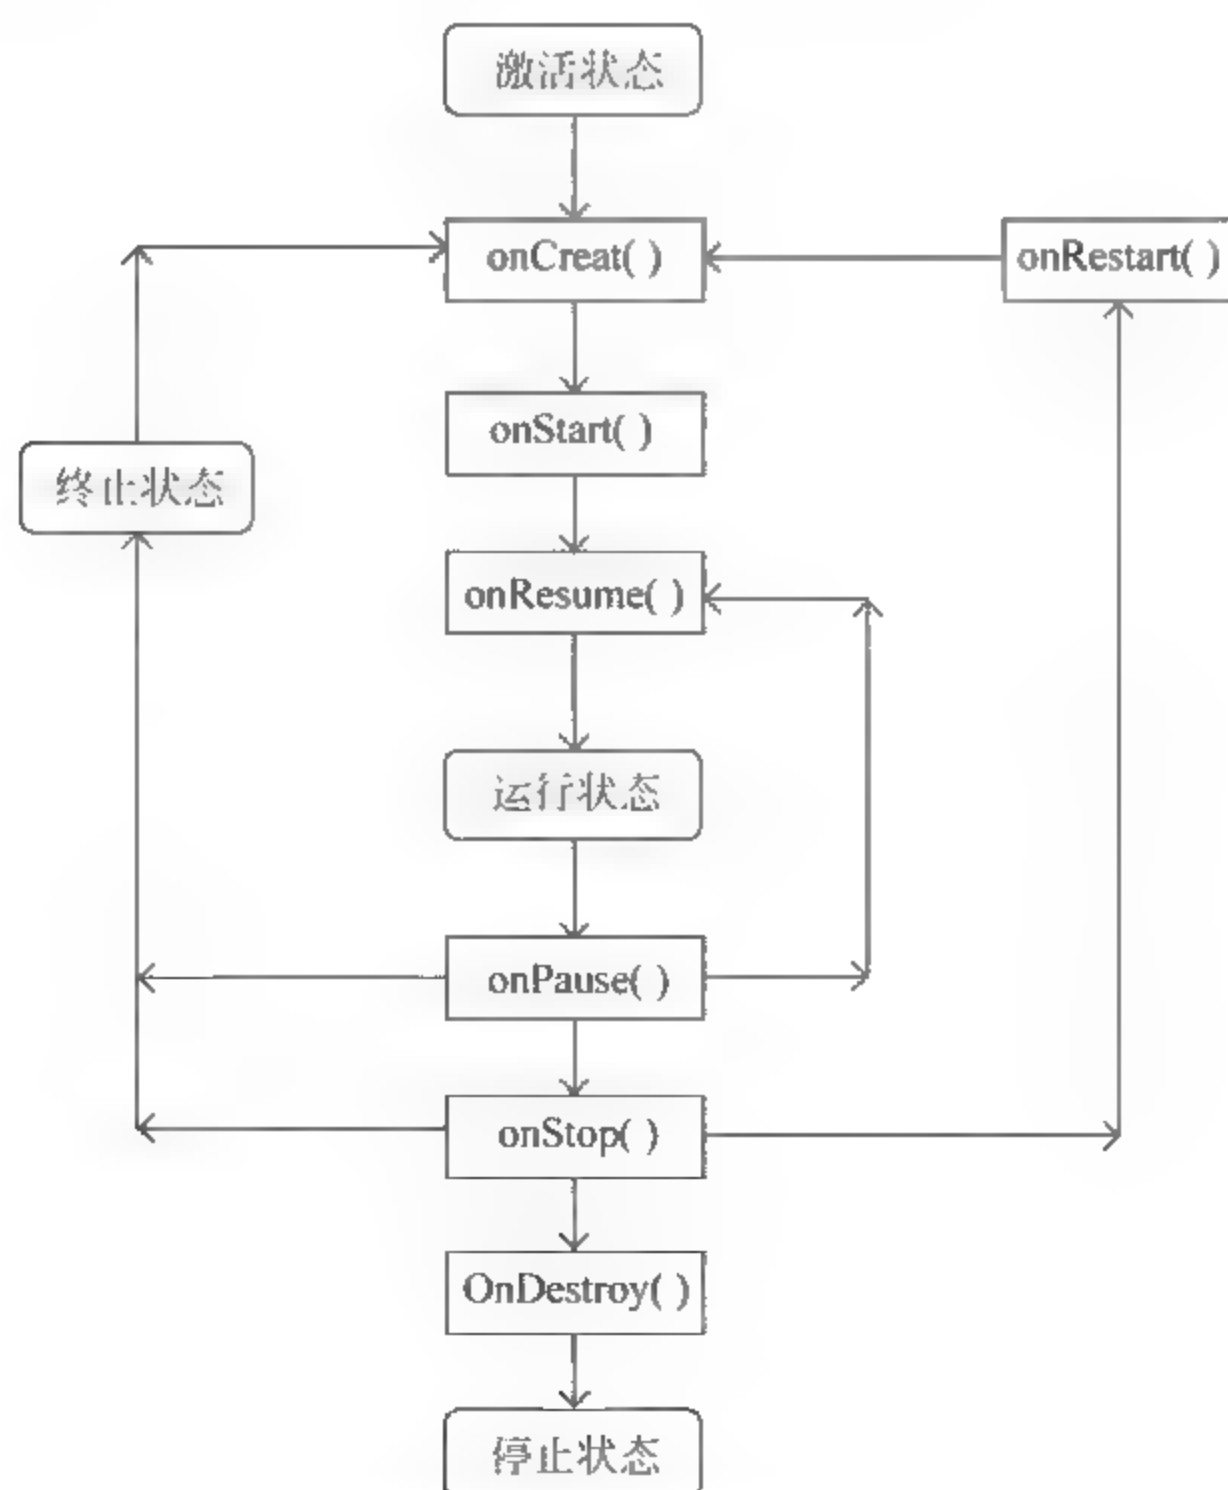 激活状态
onCreat( )
onRestart( )
onStart( )
终止状态
onResume( )
运行状态
onPause( )
onStop( )
OnDestroy( )
停止状态